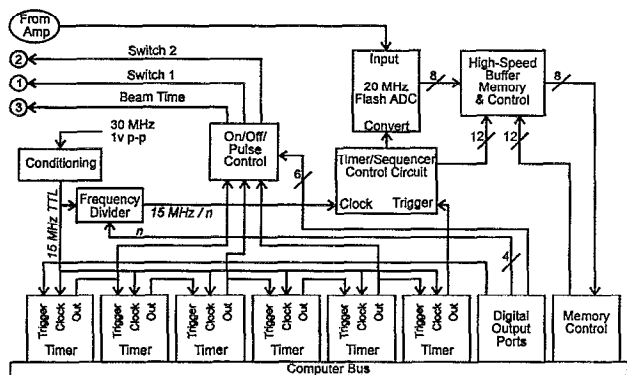 From
Amp
2
Switch 2
1
Switch 1
3
Beam Time
30 MHz
1v p-p
Conditioning
15 MHz TTL
Frequency
Divider
15 MHz / n
n
On/Off/
Pulse
Control
6
Input
20 MHz
Flash ADC
Convert
8
High-Speed
Buffer
Memory
& Control
8
12
12
Timer/Sequencer
Control Circuit
Clock
Trigger
4
Trigger
Clock
Out
Timer
Trigger
Clock
Out
Timer
Trigger
Clock
Out
Timer
Trigger
Clock
Out
Timer
Trigger
Clock
Out
Timer
Trigger
Clock
Out
Timer
Digital
Output
Ports
Memory
Control
Computer Bus